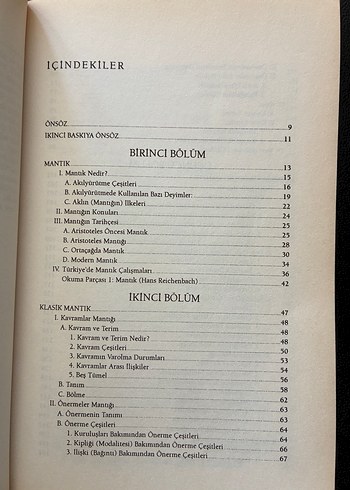 İÇİNDEKİLER
ÖNSÖZ 9
İKİNCİ BASKIYA ÖNSÖZ 11
BİRİNCİ BÖLÜM
MANTIK 13
I. Mantık Nedir? 15
A. Akılyürütme Çeşitleri 16
B. Akılyürütmede Kullanılan Bazı Deyimler: 19
C. Aklın (Mantığın) İlkeleri 22
II. Mantığın Konuları 24
III. Mantığın Tarihçesi 25
A. Aristoteles Öncesi Mantık 25
B. Aristoteles Mantığı 28
C. Ortaçağda Mantık 30
D. Modern Mantık 34
IV. Türkiye'de Mantık Çalışmaları 36
Okuma Parçası 1: Mantık (Hans Reichenbach) 42
İKİNCİ BÖLÜM
KLASİK MANTIK 47
I. Kavramlar Mantığı 48
A. Kavram ve Terim 48
1. Kavram ve Terim Nedir? 48
2. Kavram Çeşitleri 50
3. Kavramın Varolma Durumları 53
4. Kavramlar Arası İlişkiler 54
5. Beş Tümel 56
B. Tanım 58
C. Bölme 62
II. Önermeler Mantığı 63
A. Önermenin Tanımı 63
B. Önerme Çeşitleri 64
1. Kuruluşları Bakımından Önerme Çeşitleri 64
2. Kipliği (Modalitesi) Bakımından Önerme Çeşitleri 66
3. İlişki (Bağıntı) Bakımından Önerme Çeşitleri 67